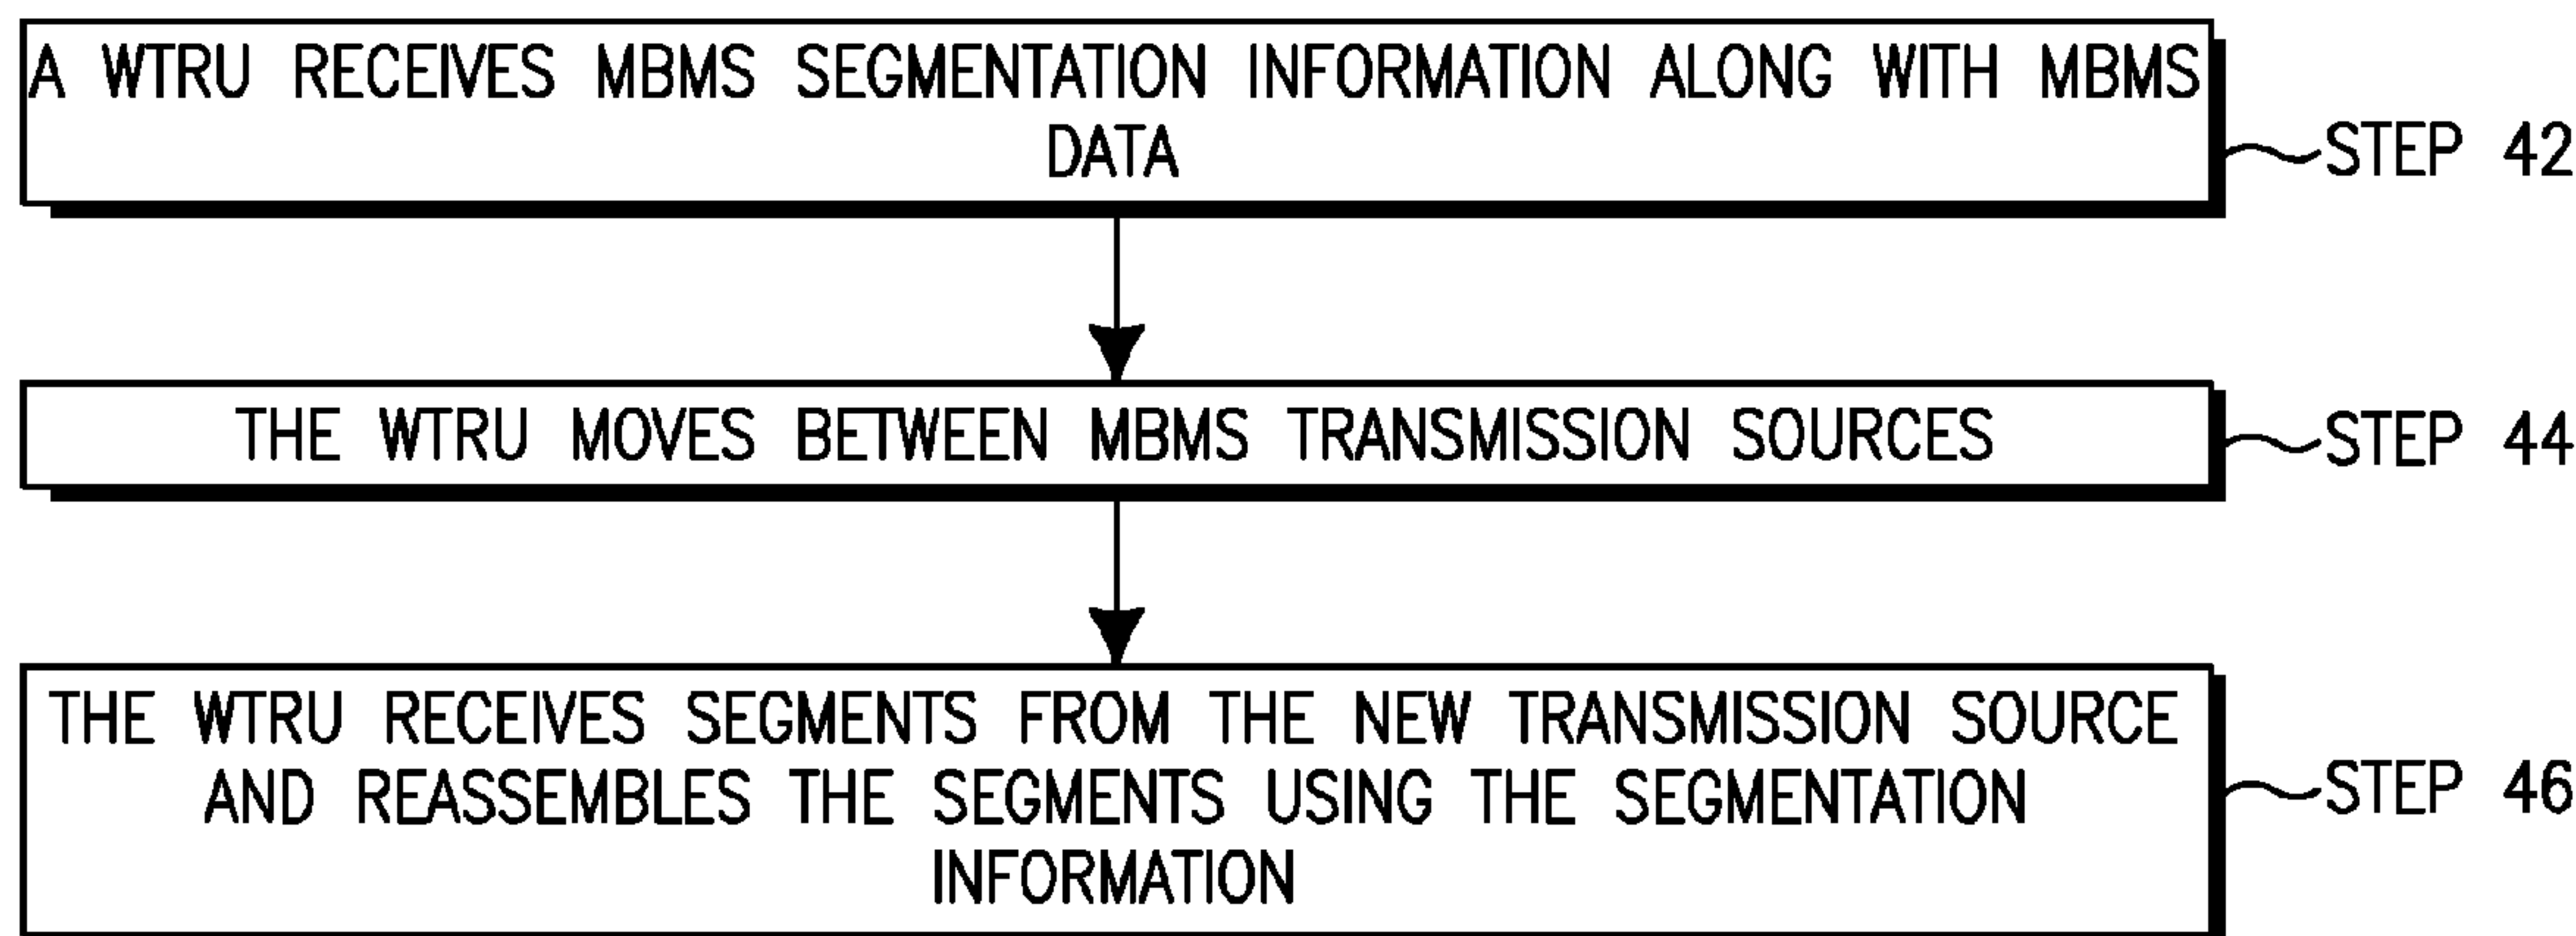 A WTRU RECEIVES MBMS SEGMENTATION INFORMATION ALONG WITH MBMS
DATA
STEP 42
THE WTRU MOVES BETWEEN MBMS TRANSMISSION SOURCES
STEP 44
THE WTRU RECEIVES SEGMENTS FROM THE NEW TRANSMISSION SOURCE
AND REASSEMBLES THE SEGMENTS USING THE SEGMENTATION
INFORMATION
STEP 46